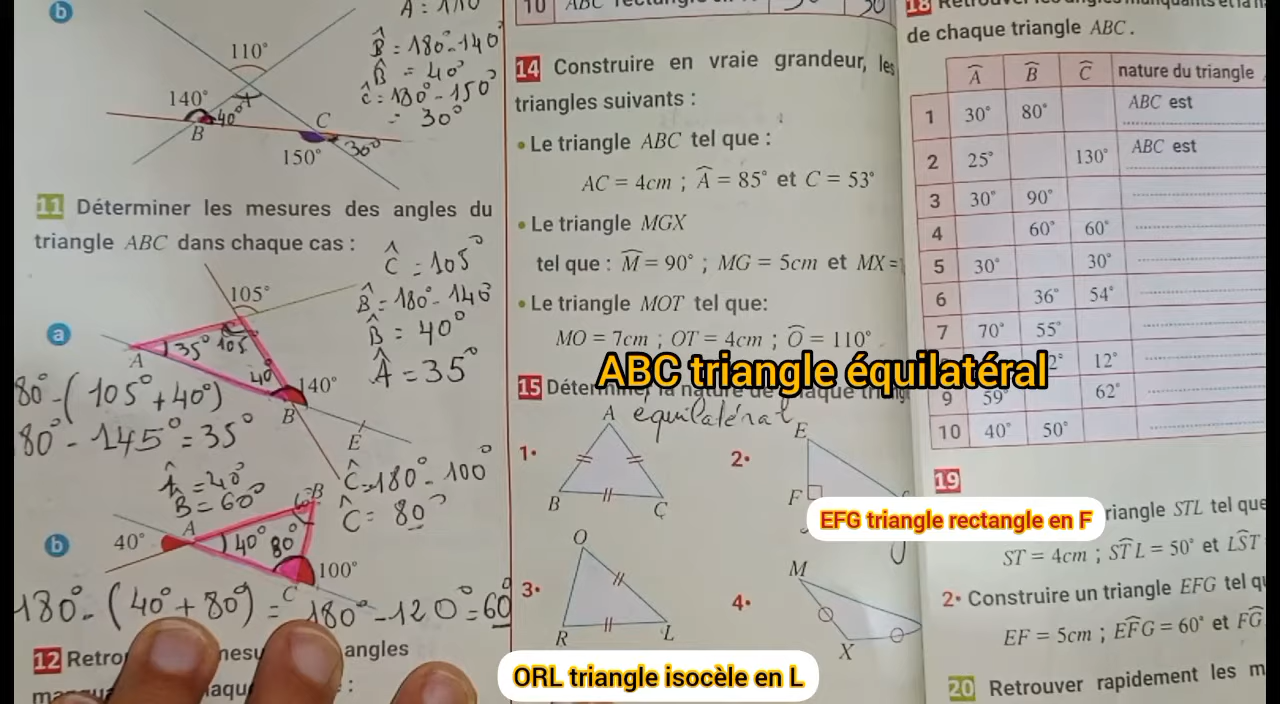 b
110°
140°
40°
B
C
150°
30°
A = 110
B̂ = 180° - 140°
B̂ = 40°
Ĉ = 180° - 150°
= 30°
11 Déterminer les mesures des angles du
triangle ABC dans chaque cas :
a
105°
A
35°
105
40
140°
B
E
Ĉ = 105°
B̂ = 180° - 140°
B̂ = 40°
Â = 35°
80° - (105° + 40°)
80° - 145° = 35°
Â = 40°
B = 60°
Ĉ = 180° - 100°
Ĉ = 80°
b
40°
A
40°
80°
60
B
C
100°
180° - (40° + 80°) = 180° - 120° = 60°
12 Retro mesu angles
10 ABC
14 Construire en vraie grandeur, les
triangles suivants :
• Le triangle ABC tel que :
AC = 4cm ; Â = 85° et C = 53°
• Le triangle MGX
tel que : M̂ = 90° ; MG = 5cm et MX =
• Le triangle MOT tel que:
MO = 7cm ; OT = 4cm ; Ô = 110°
ABC triangle équilatéral
15
équilatéral
1•
A
B
C
2•
E
F
EFG triangle rectangle en F
3•
O
R
L
4•
M
X
ORL triangle isocèle en L
18
de chaque triangle ABC.
Â B̂ Ĉ nature du triangle
1 30° 80° ABC est
2 25° 130° ABC est
3 30° 90°
4 60° 60°
5 30° 30°
6 36° 54°
7 70° 55°
2° 12°
9 59° 62°
10 40° 50°
19
riangle STL tel que
ST = 4cm ; STL = 50° et LST
2• Construire un triangle EFG tel qu
EF = 5cm ; EFG = 60° et FG
20 Retrouver rapidement les m